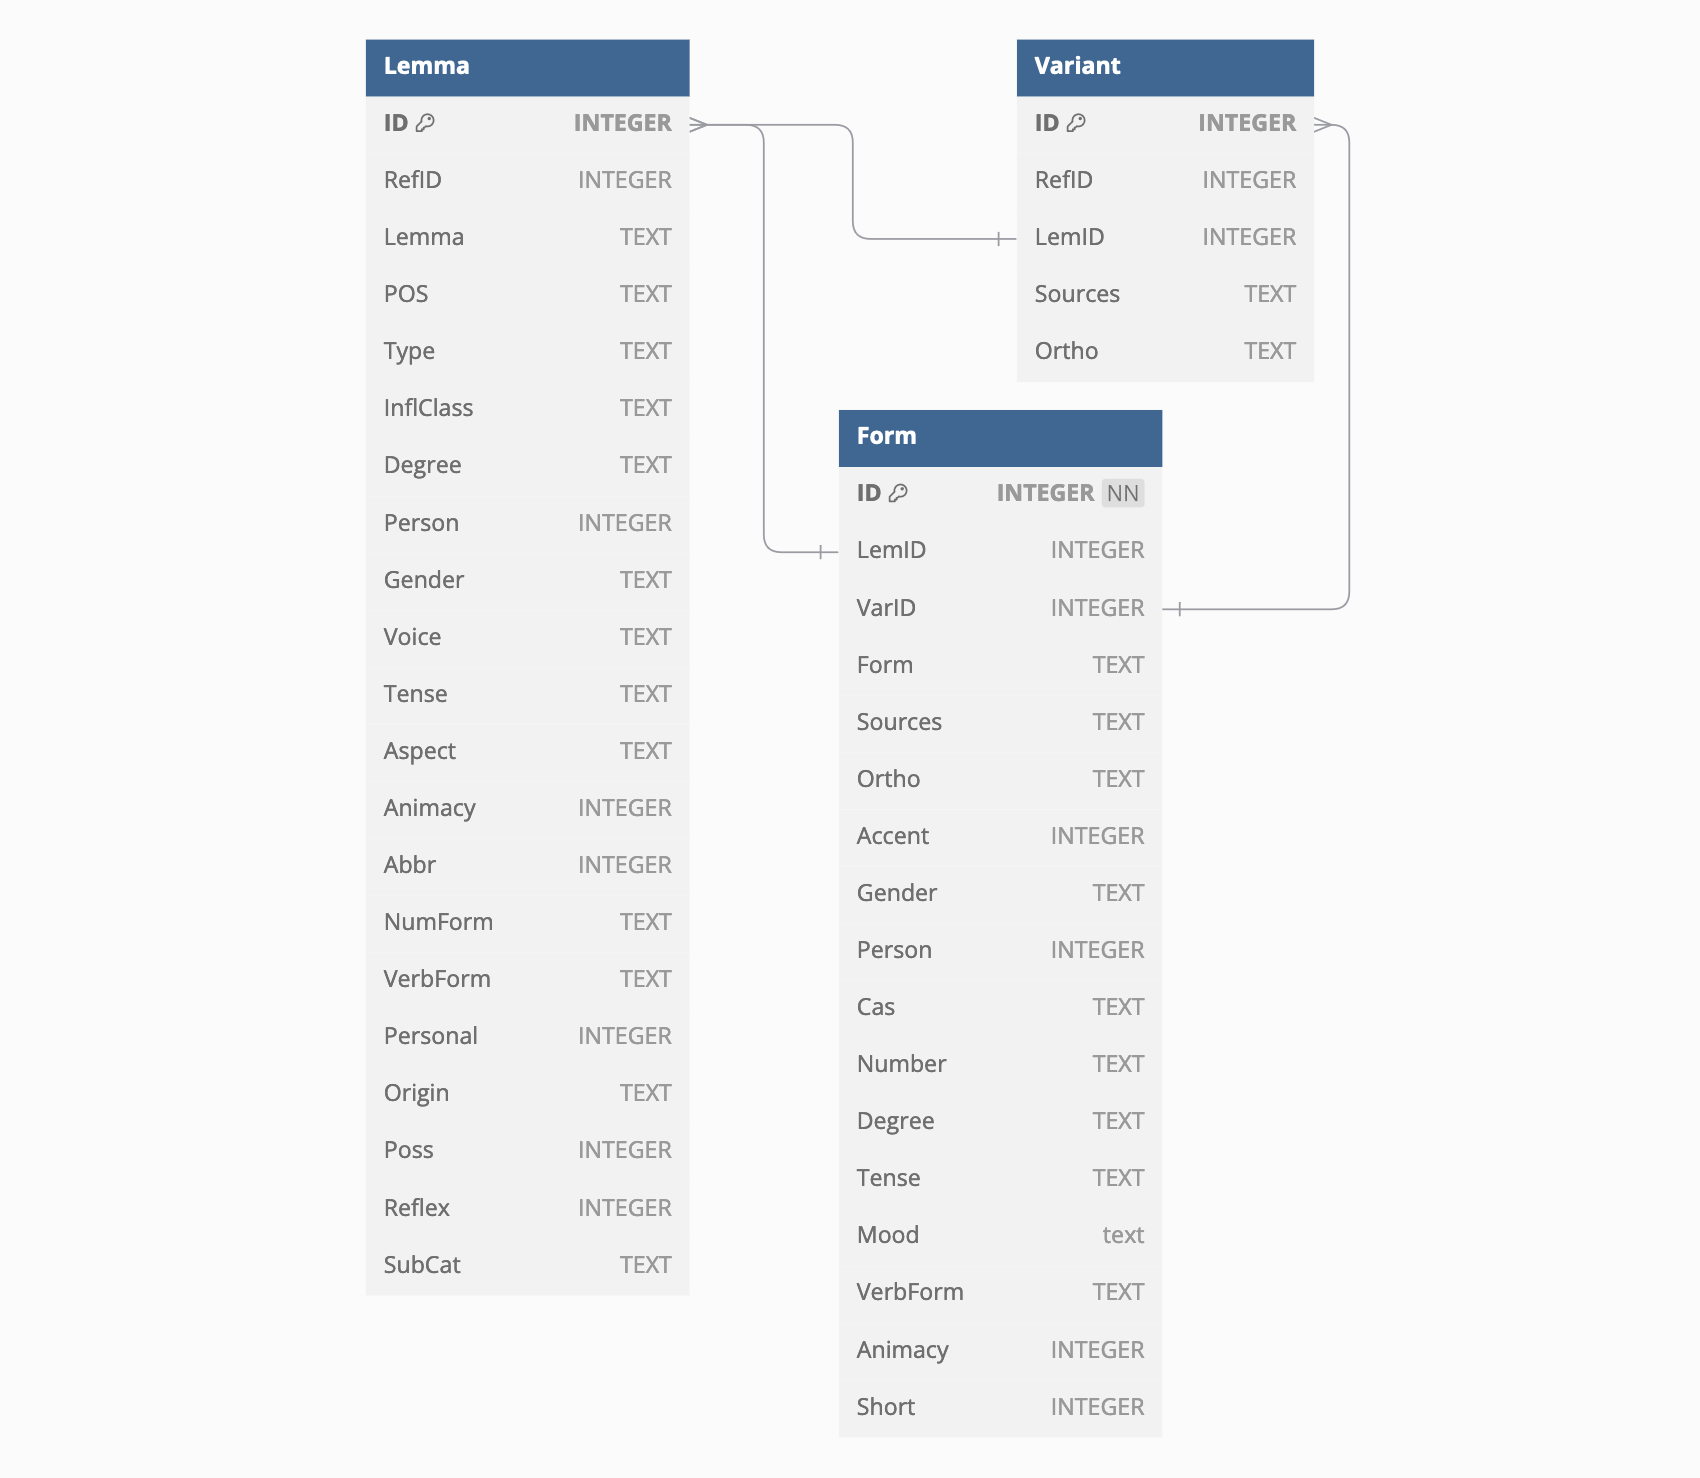 Lemma
ID INTEGER
RefID INTEGER
Lemma TEXT
POS TEXT
Type TEXT
InflClass TEXT
Degree TEXT
Person INTEGER
Gender TEXT
Voice TEXT
Tense TEXT
Aspect TEXT
Animacy INTEGER
Abbr INTEGER
NumForm TEXT
VerbForm TEXT
Personal INTEGER
Origin TEXT
Poss INTEGER
Reflex INTEGER
SubCat TEXT
Variant
ID INTEGER
RefID INTEGER
LemID INTEGER
Sources TEXT
Ortho TEXT
Form
ID INTEGER NN
LemID INTEGER
VarID INTEGER
Form TEXT
Sources TEXT
Ortho TEXT
Accent INTEGER
Gender TEXT
Person INTEGER
Cas TEXT
Number TEXT
Degree TEXT
Tense TEXT
Mood text
VerbForm TEXT
Animacy INTEGER
Short INTEGER